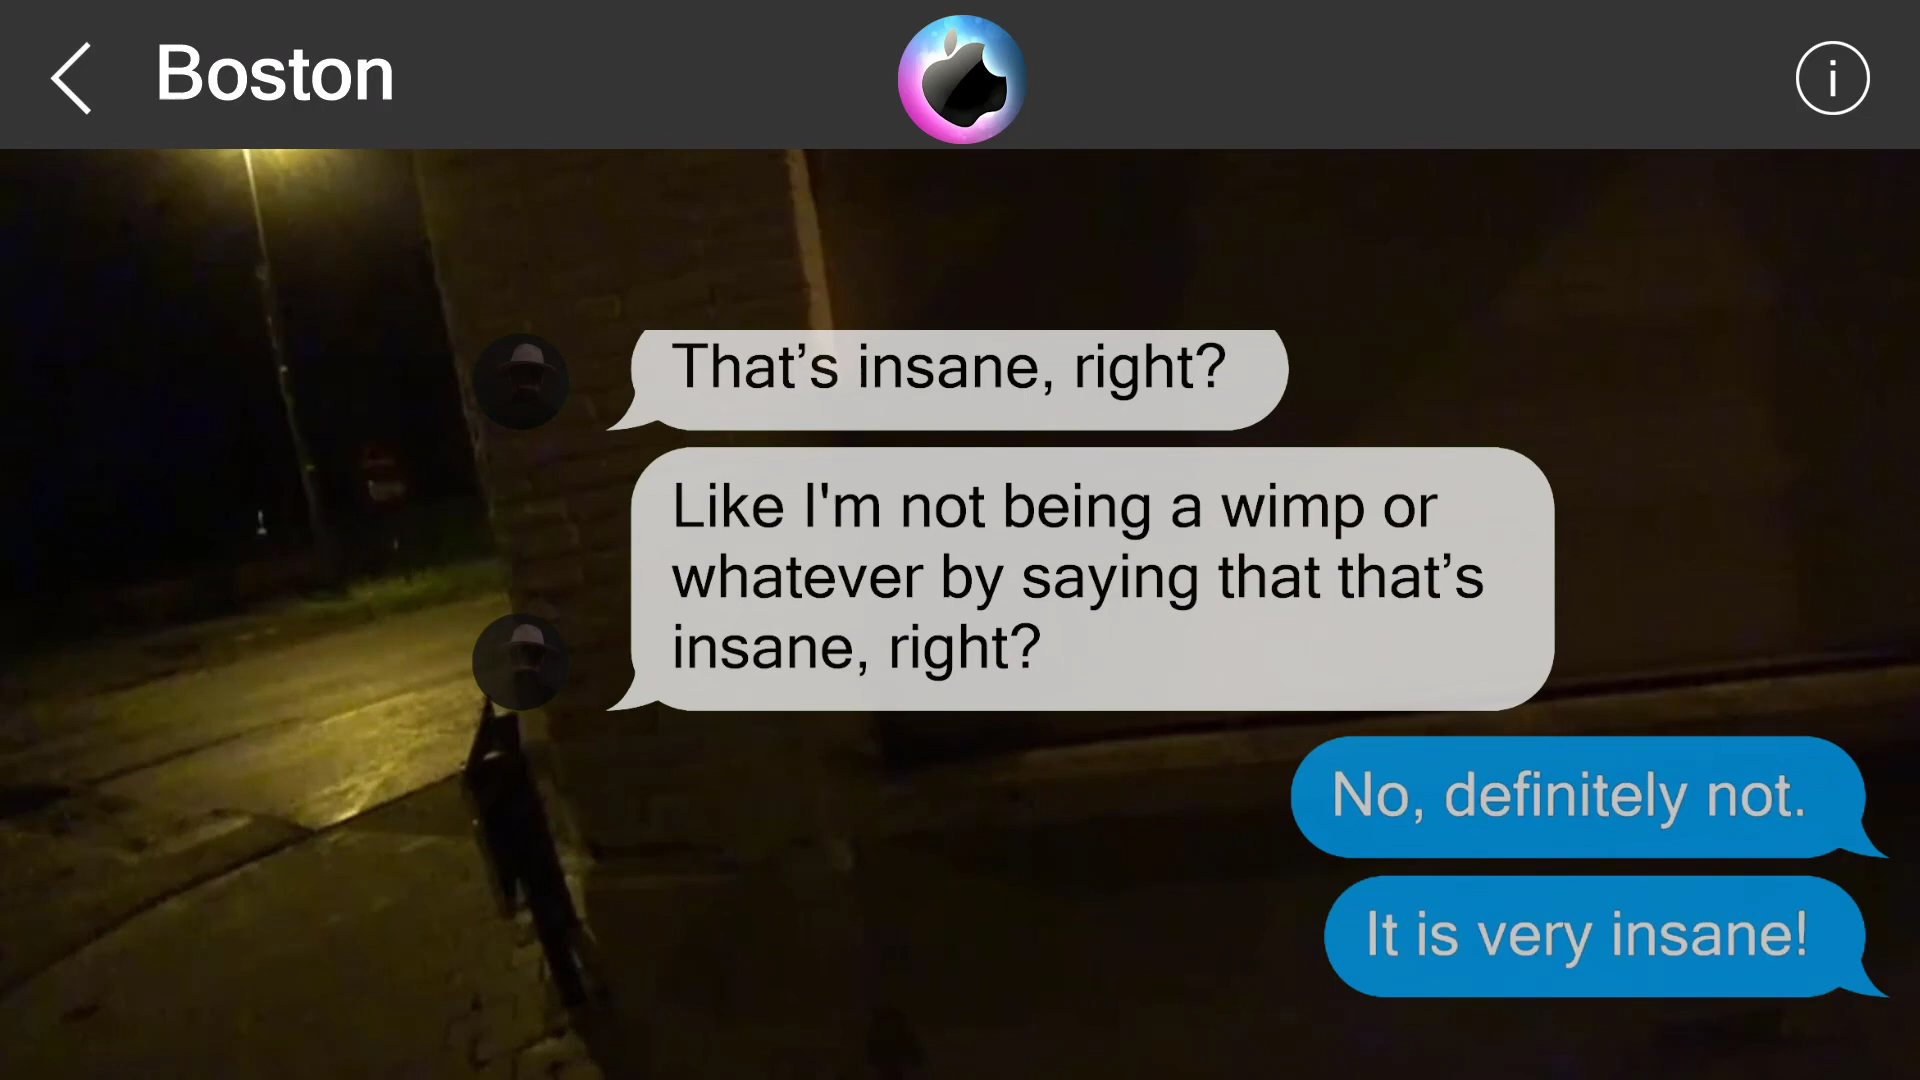 Boston
i
That’s insane, right?
Like I'm not being a wimp or
whatever by saying that that’s
insane, right?
No, definitely not.
It is very insane!